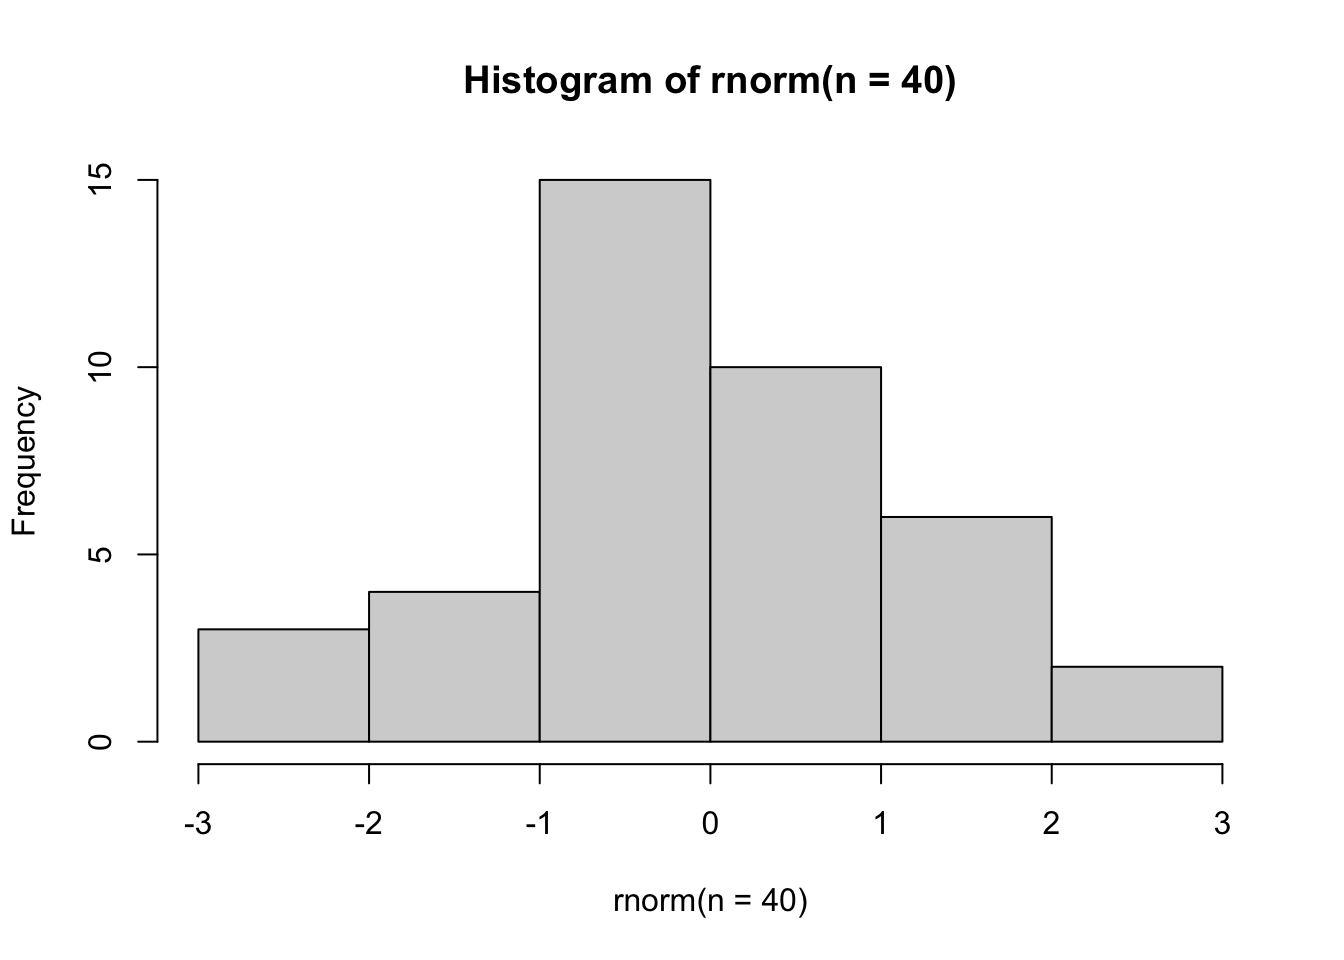 Histogram of rnorm(n = 40)
15
10
5
0
Frequency
-3 -2 -1 0 1 2 3
rnorm(n = 40)